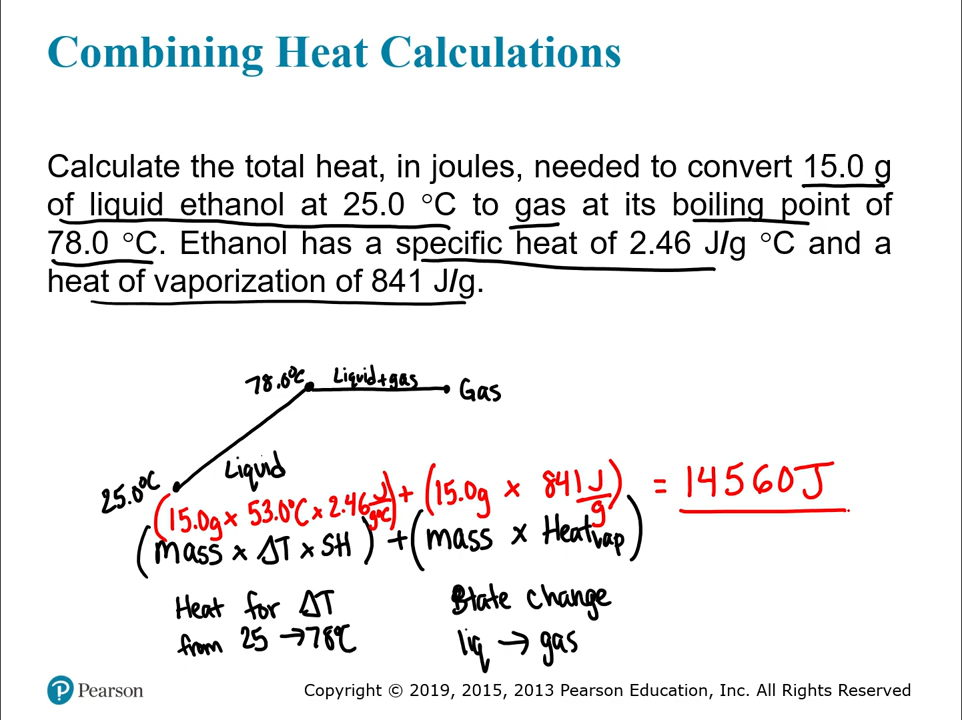 Combining Heat Calculations
Calculate the total heat, in joules, needed to convert 15.0 g
of liquid ethanol at 25.0 °C to gas at its boiling point of
78.0 °C. Ethanol has a specific heat of 2.46 J/g °C and a
heat of vaporization of 841 J/g.
78.0°C Liquid+gas Gas
25.0°C Liquid
(15.0g x 53.0°C x 2.46 J/g°C) + (15.0g x 841 J/g) = 14560J
(mass x ΔT x SH) + (mass x Heat vap)
Heat for ΔT State change
from 25 → 78°C liq → gas
Pearson Copyright © 2019, 2015, 2013 Pearson Education, Inc. All Rights Reserved